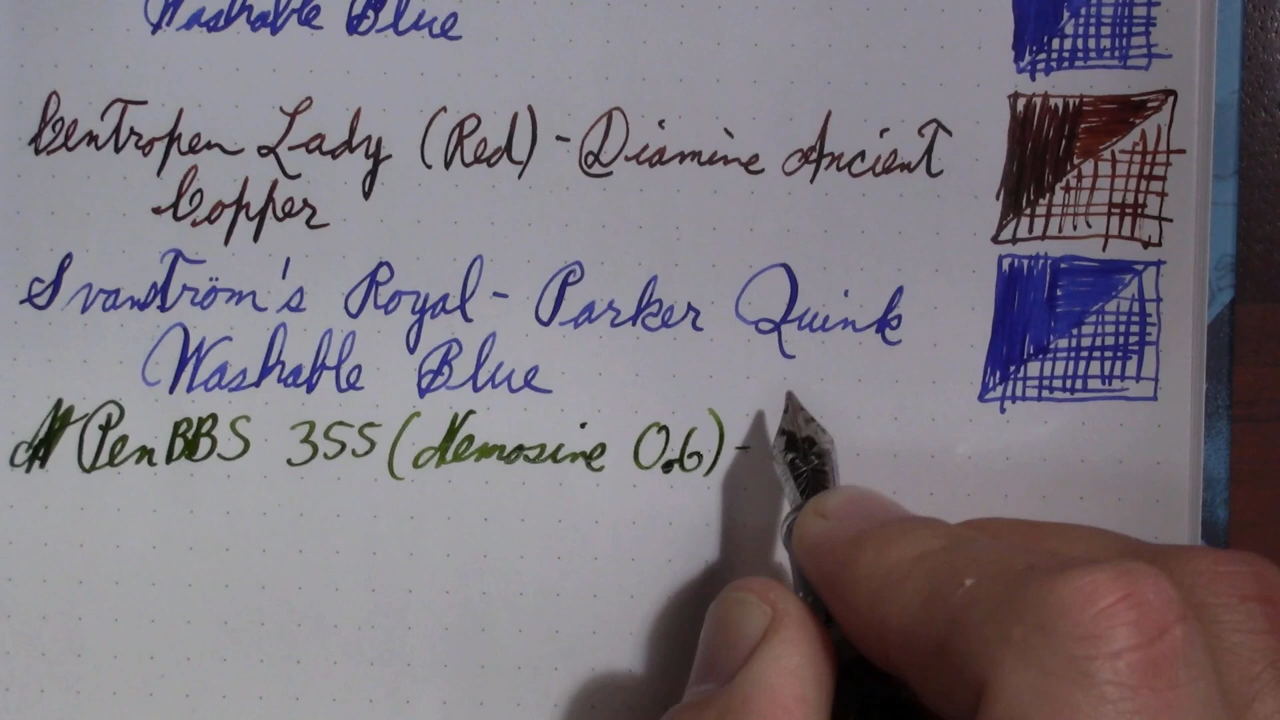 Washable Blue
Centropen Lady (Red) - Diamine Ancient
Copper
Svanström's Royal - Parker Quink
Washable Blue
PenBBS 355 (Nemosine 0.6) -